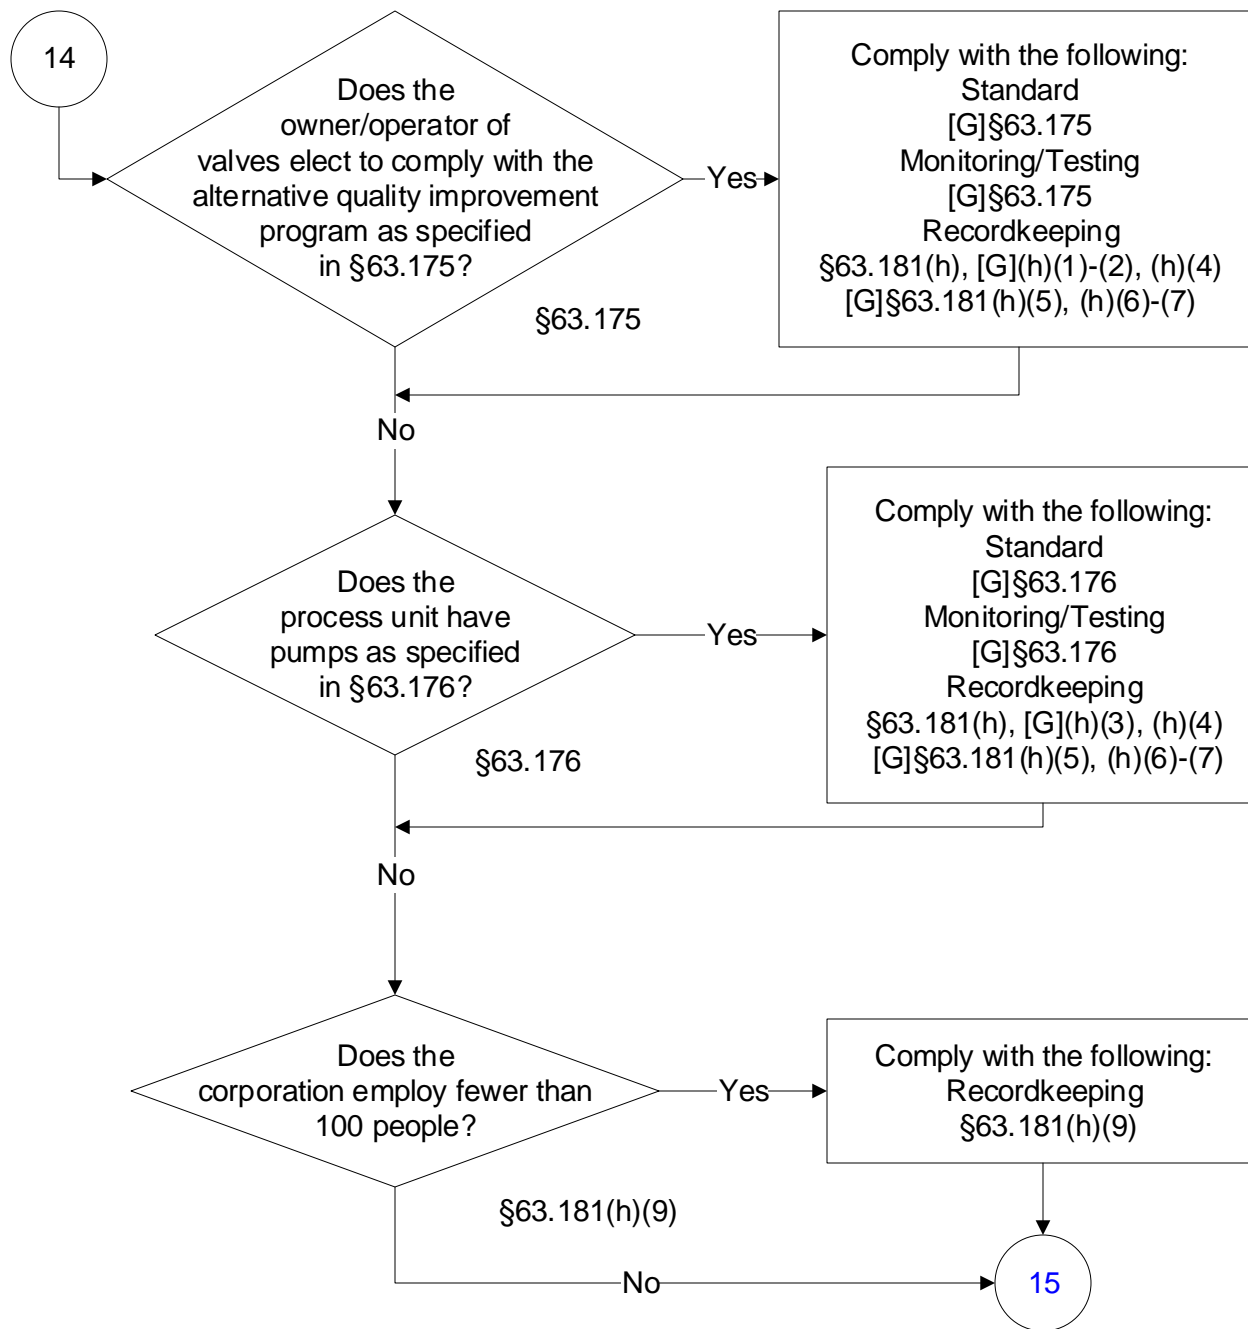 14
Does the
owner/operator of
valves elect to comply with the
alternative quality improvement
program as specified
in §63.175?
Yes
Comply with the following:
Standard
[G]§63.175
Monitoring/Testing
[G]§63.175
Recordkeeping
§63.181(h), [G](h)(1)-(2), (h)(4)
[G]§63.181(h)(5), (h)(6)-(7)
§63.175
No
Does the
process unit have
pumps as specified
in §63.176?
Yes
Comply with the following:
Standard
[G]§63.176
Monitoring/Testing
[G]§63.176
Recordkeeping
§63.181(h), [G](h)(3), (h)(4)
[G]§63.181(h)(5), (h)(6)-(7)
§63.176
No
Does the
corporation employ fewer than
100 people?
Yes
Comply with the following:
Recordkeeping
§63.181(h)(9)
§63.181(h)(9)
No
15